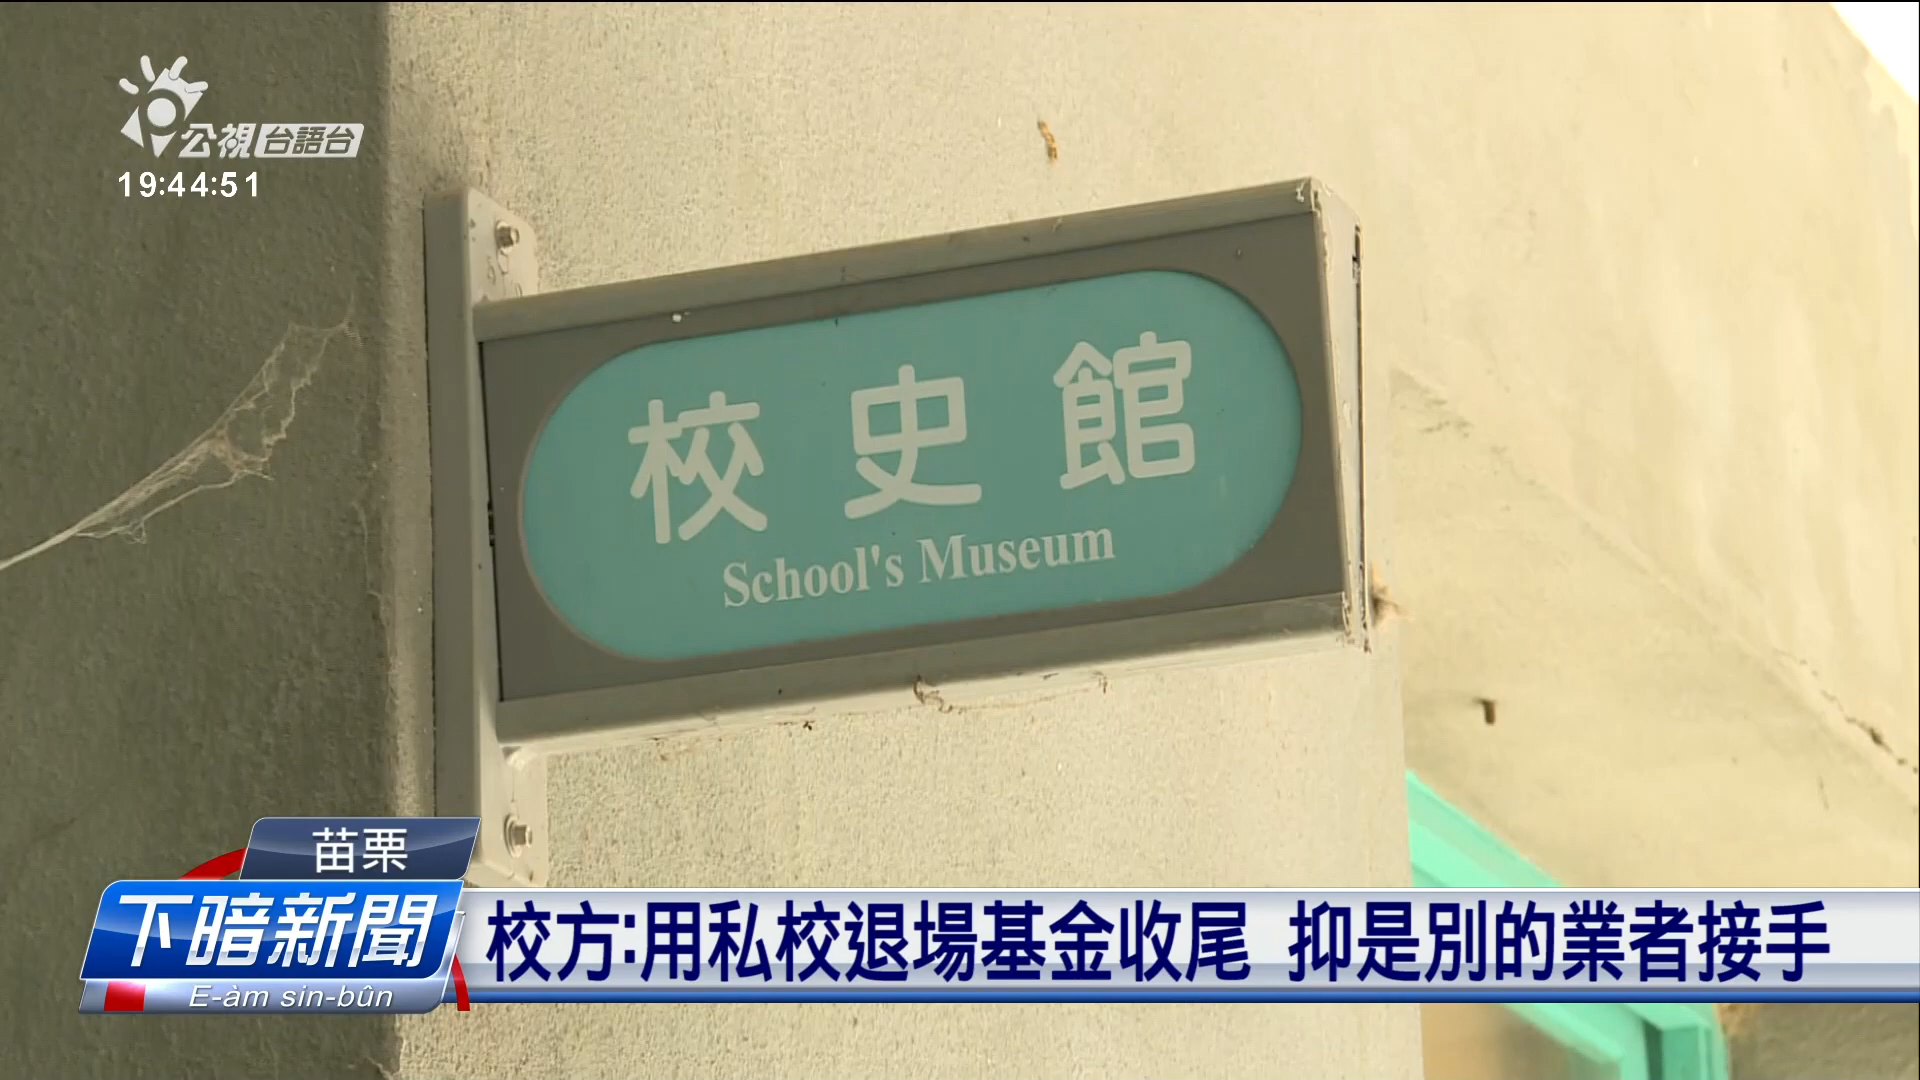 公視台語台
19:44:51
校史館
School's Museum
苗栗
下暗新聞
E-àm sin-bûn
校方:用私校退場基金收尾 抑是別的業者接手